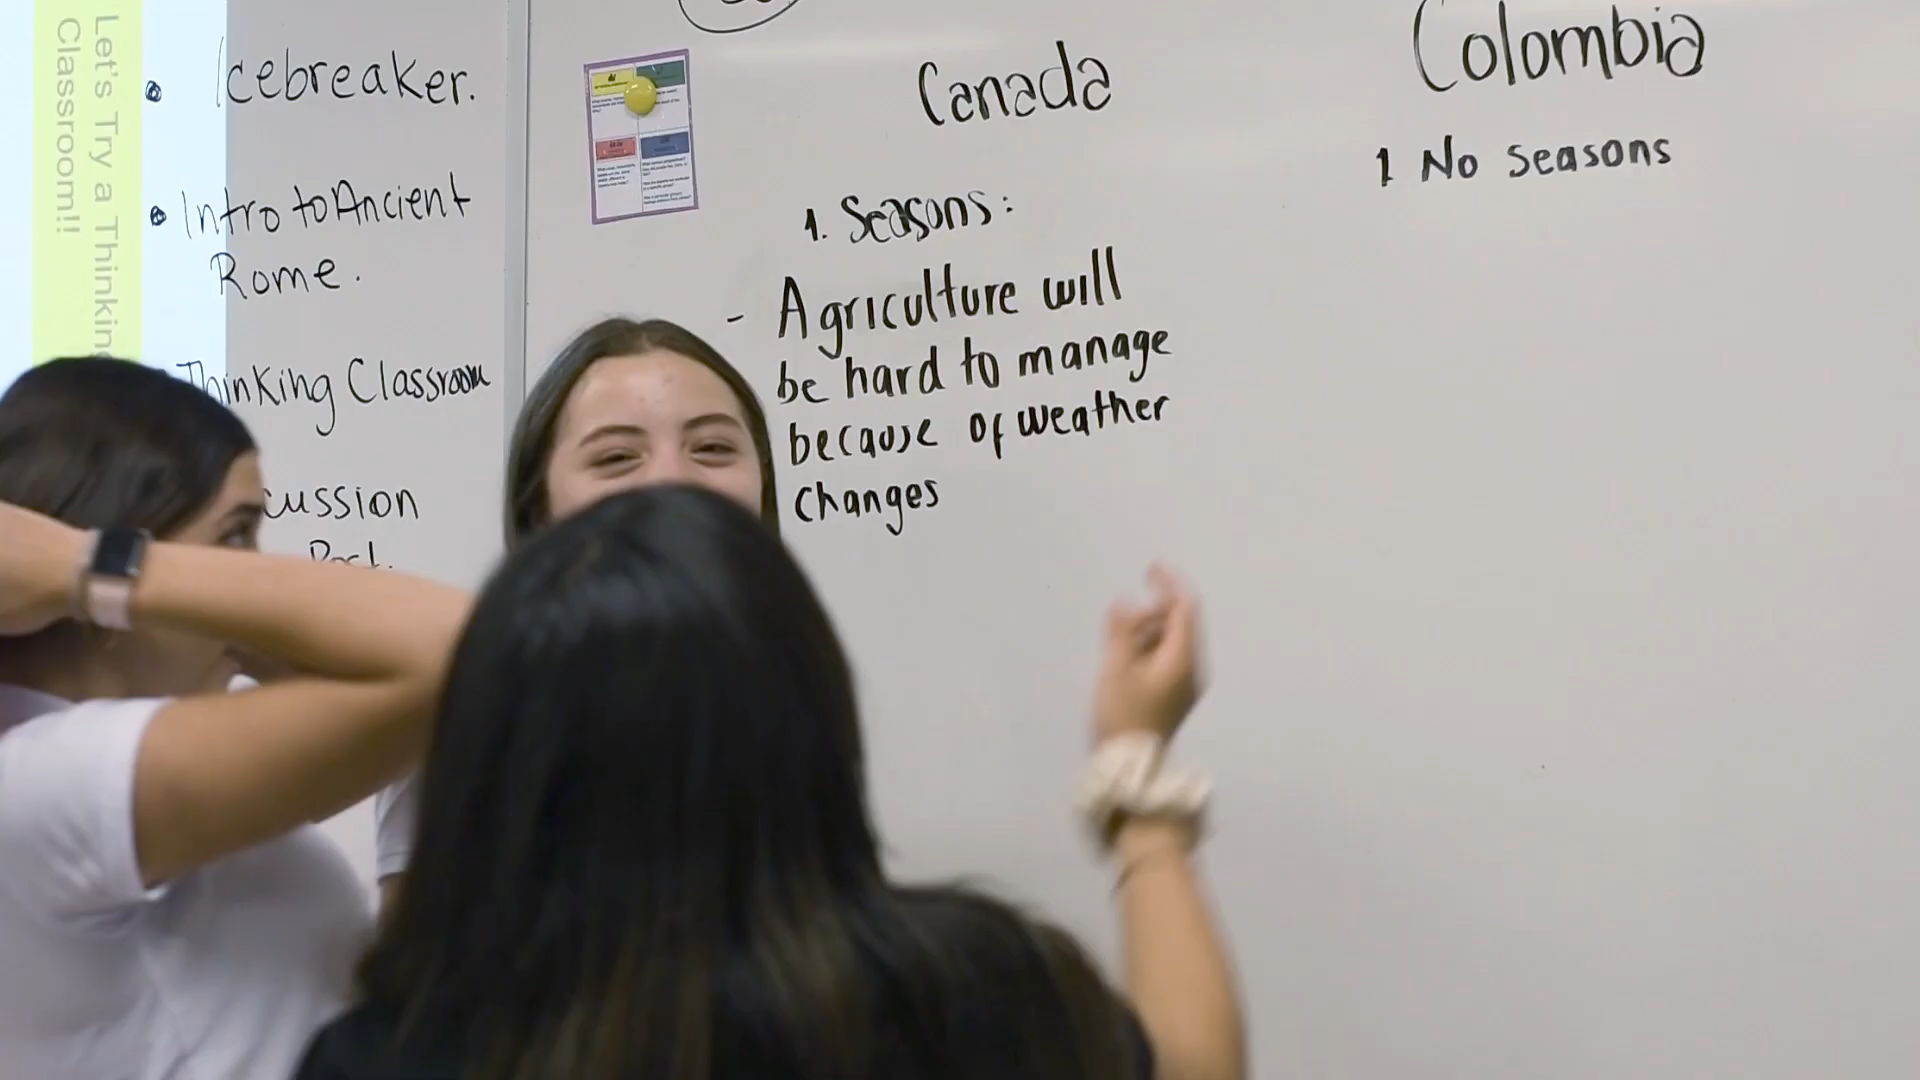 Let's Try a Thinking
Classroom!!
Icebreaker.
Intro to Ancient
Rome.
Thinking Classroom
Canada
1. Seasons:
- Agriculture will
be hard to manage
because of weather
changes
Colombia
1 No seasons